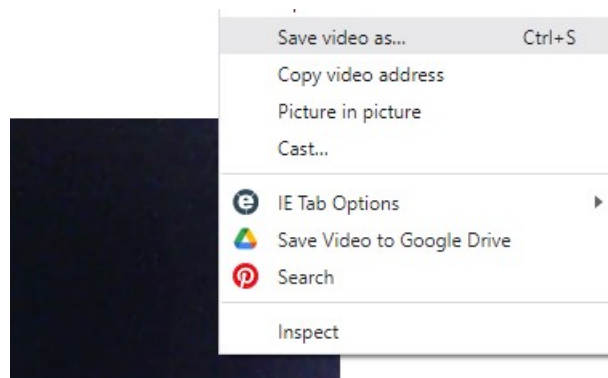 Save video as... Ctrl+S
Copy video address
Picture in picture
Cast...
IE Tab Options
Save Video to Google Drive
Search
Inspect